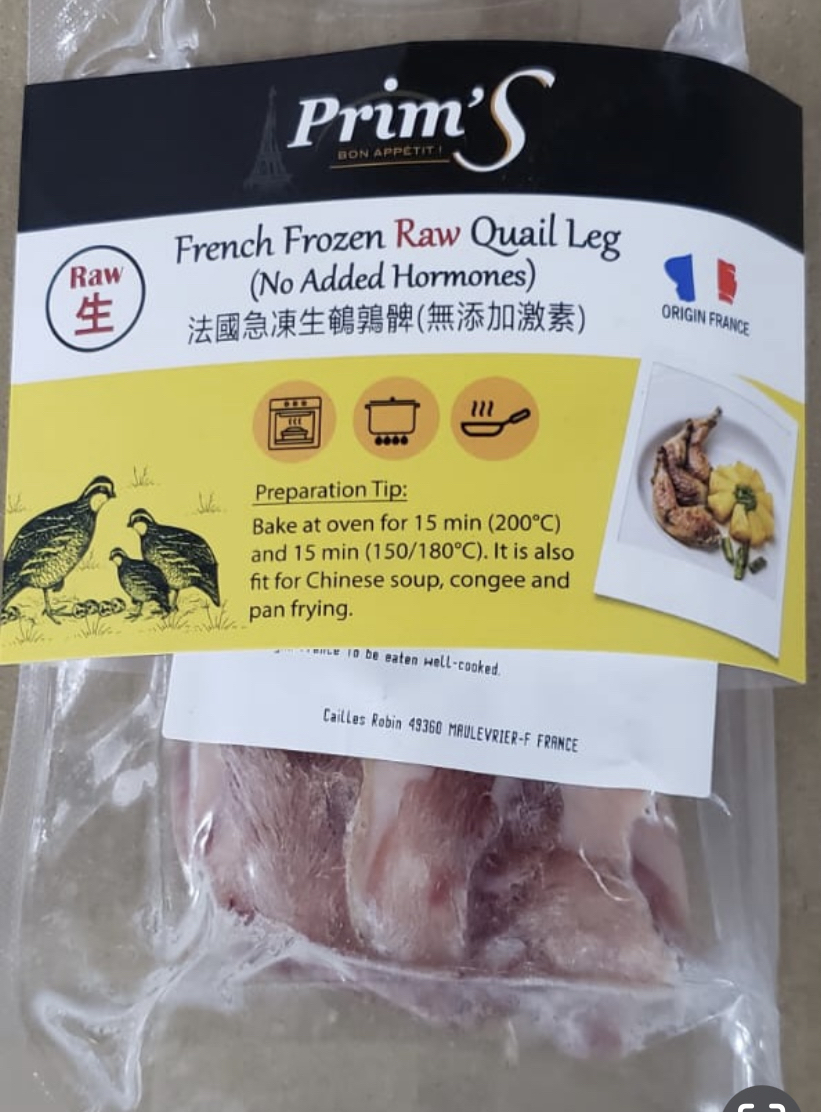 Prim'S
BON APPÉTIT !
French Frozen Raw Quail Leg
(No Added Hormones)
法國急凍生鵪鶉髀(無添加激素)
Raw
生
ORIGIN FRANCE
Preparation Tip:
Bake at oven for 15 min (200°C)
and 15 min (150/180°C). It is also
fit for Chinese soup, congee and
pan frying.
to be eaten well-cooked.
Cailles Robin 49360 MAULEVRIER-F FRANCE